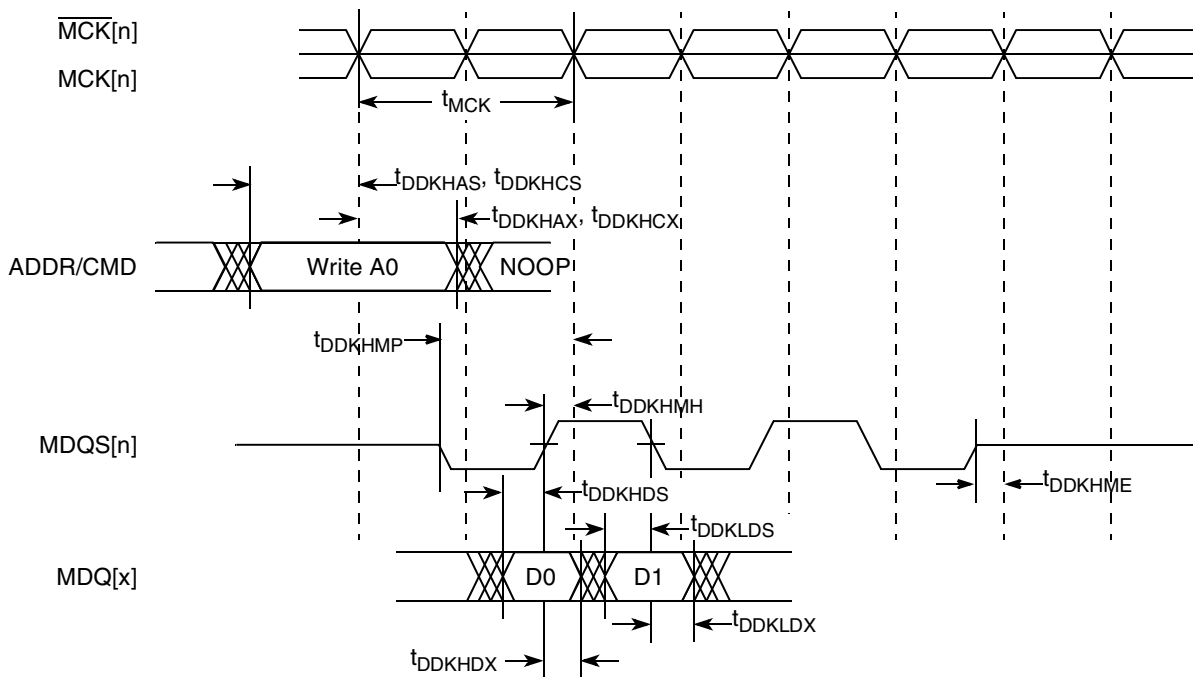 MCK[n]
MCK[n]
tMCK
tDDKHAS, tDDKHCS
tDDKHAX, tDDKHCX
ADDR/CMD
Write A0
NOOP
tDDKHMP
tDDKHMH
MDQS[n]
tDDKHME
tDDKHDS
tDDKLDS
MDQ[x]
D0
D1
tDDKLDX
tDDKHDX